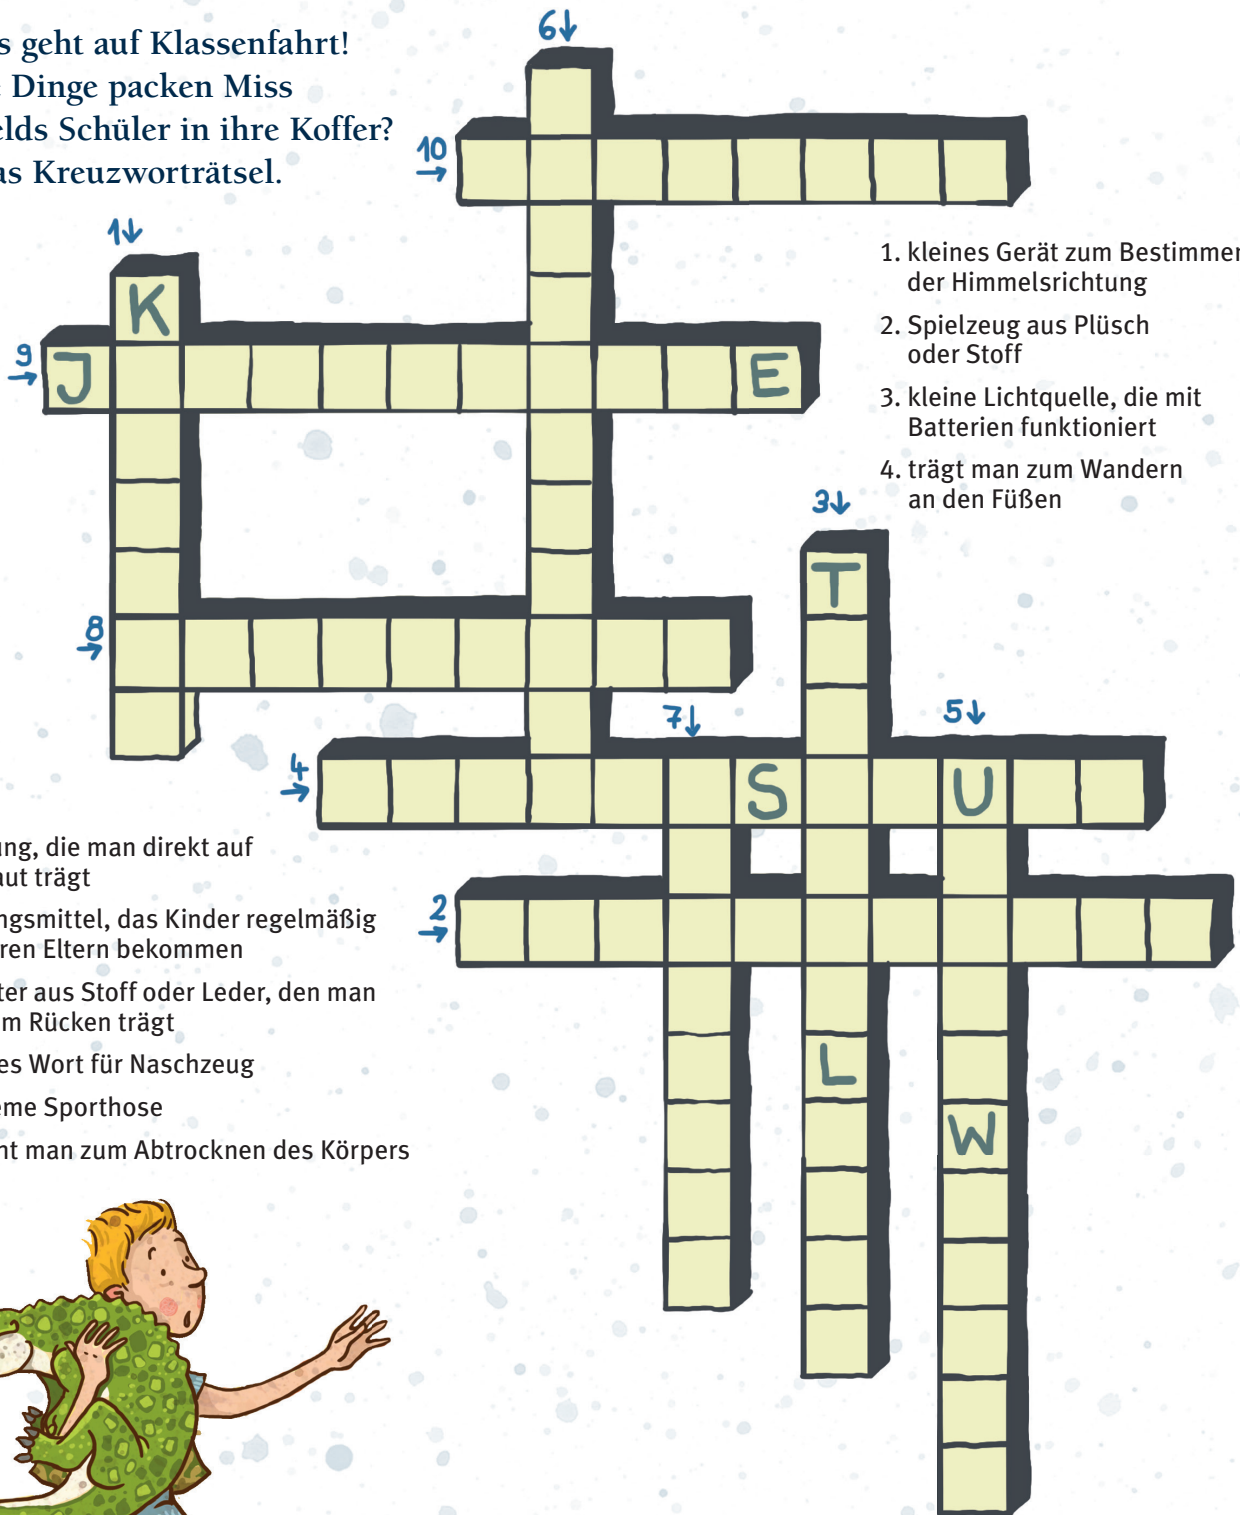 s geht auf Klassenfahrt!
e Dinge packen Miss
elds Schüler in ihre Koffer?
as Kreuzworträtsel.
6
10
1
K
9
J
E
1. kleines Gerät zum Bestimmen
der Himmelsrichtung
2. Spielzeug aus Plüsch
oder Stoff
3. kleine Lichtquelle, die mit
Batterien funktioniert
4. trägt man zum Wandern
an den Füßen
3
T
8
7
5
4
S
U
2
L
W
ung, die man direkt auf
aut trägt
ngsmittel, das Kinder regelmäßig
ren Eltern bekommen
ter aus Stoff oder Leder, den man
m Rücken trägt
es Wort für Naschzeug
eme Sporthose
ht man zum Abtrocknen des Körpers